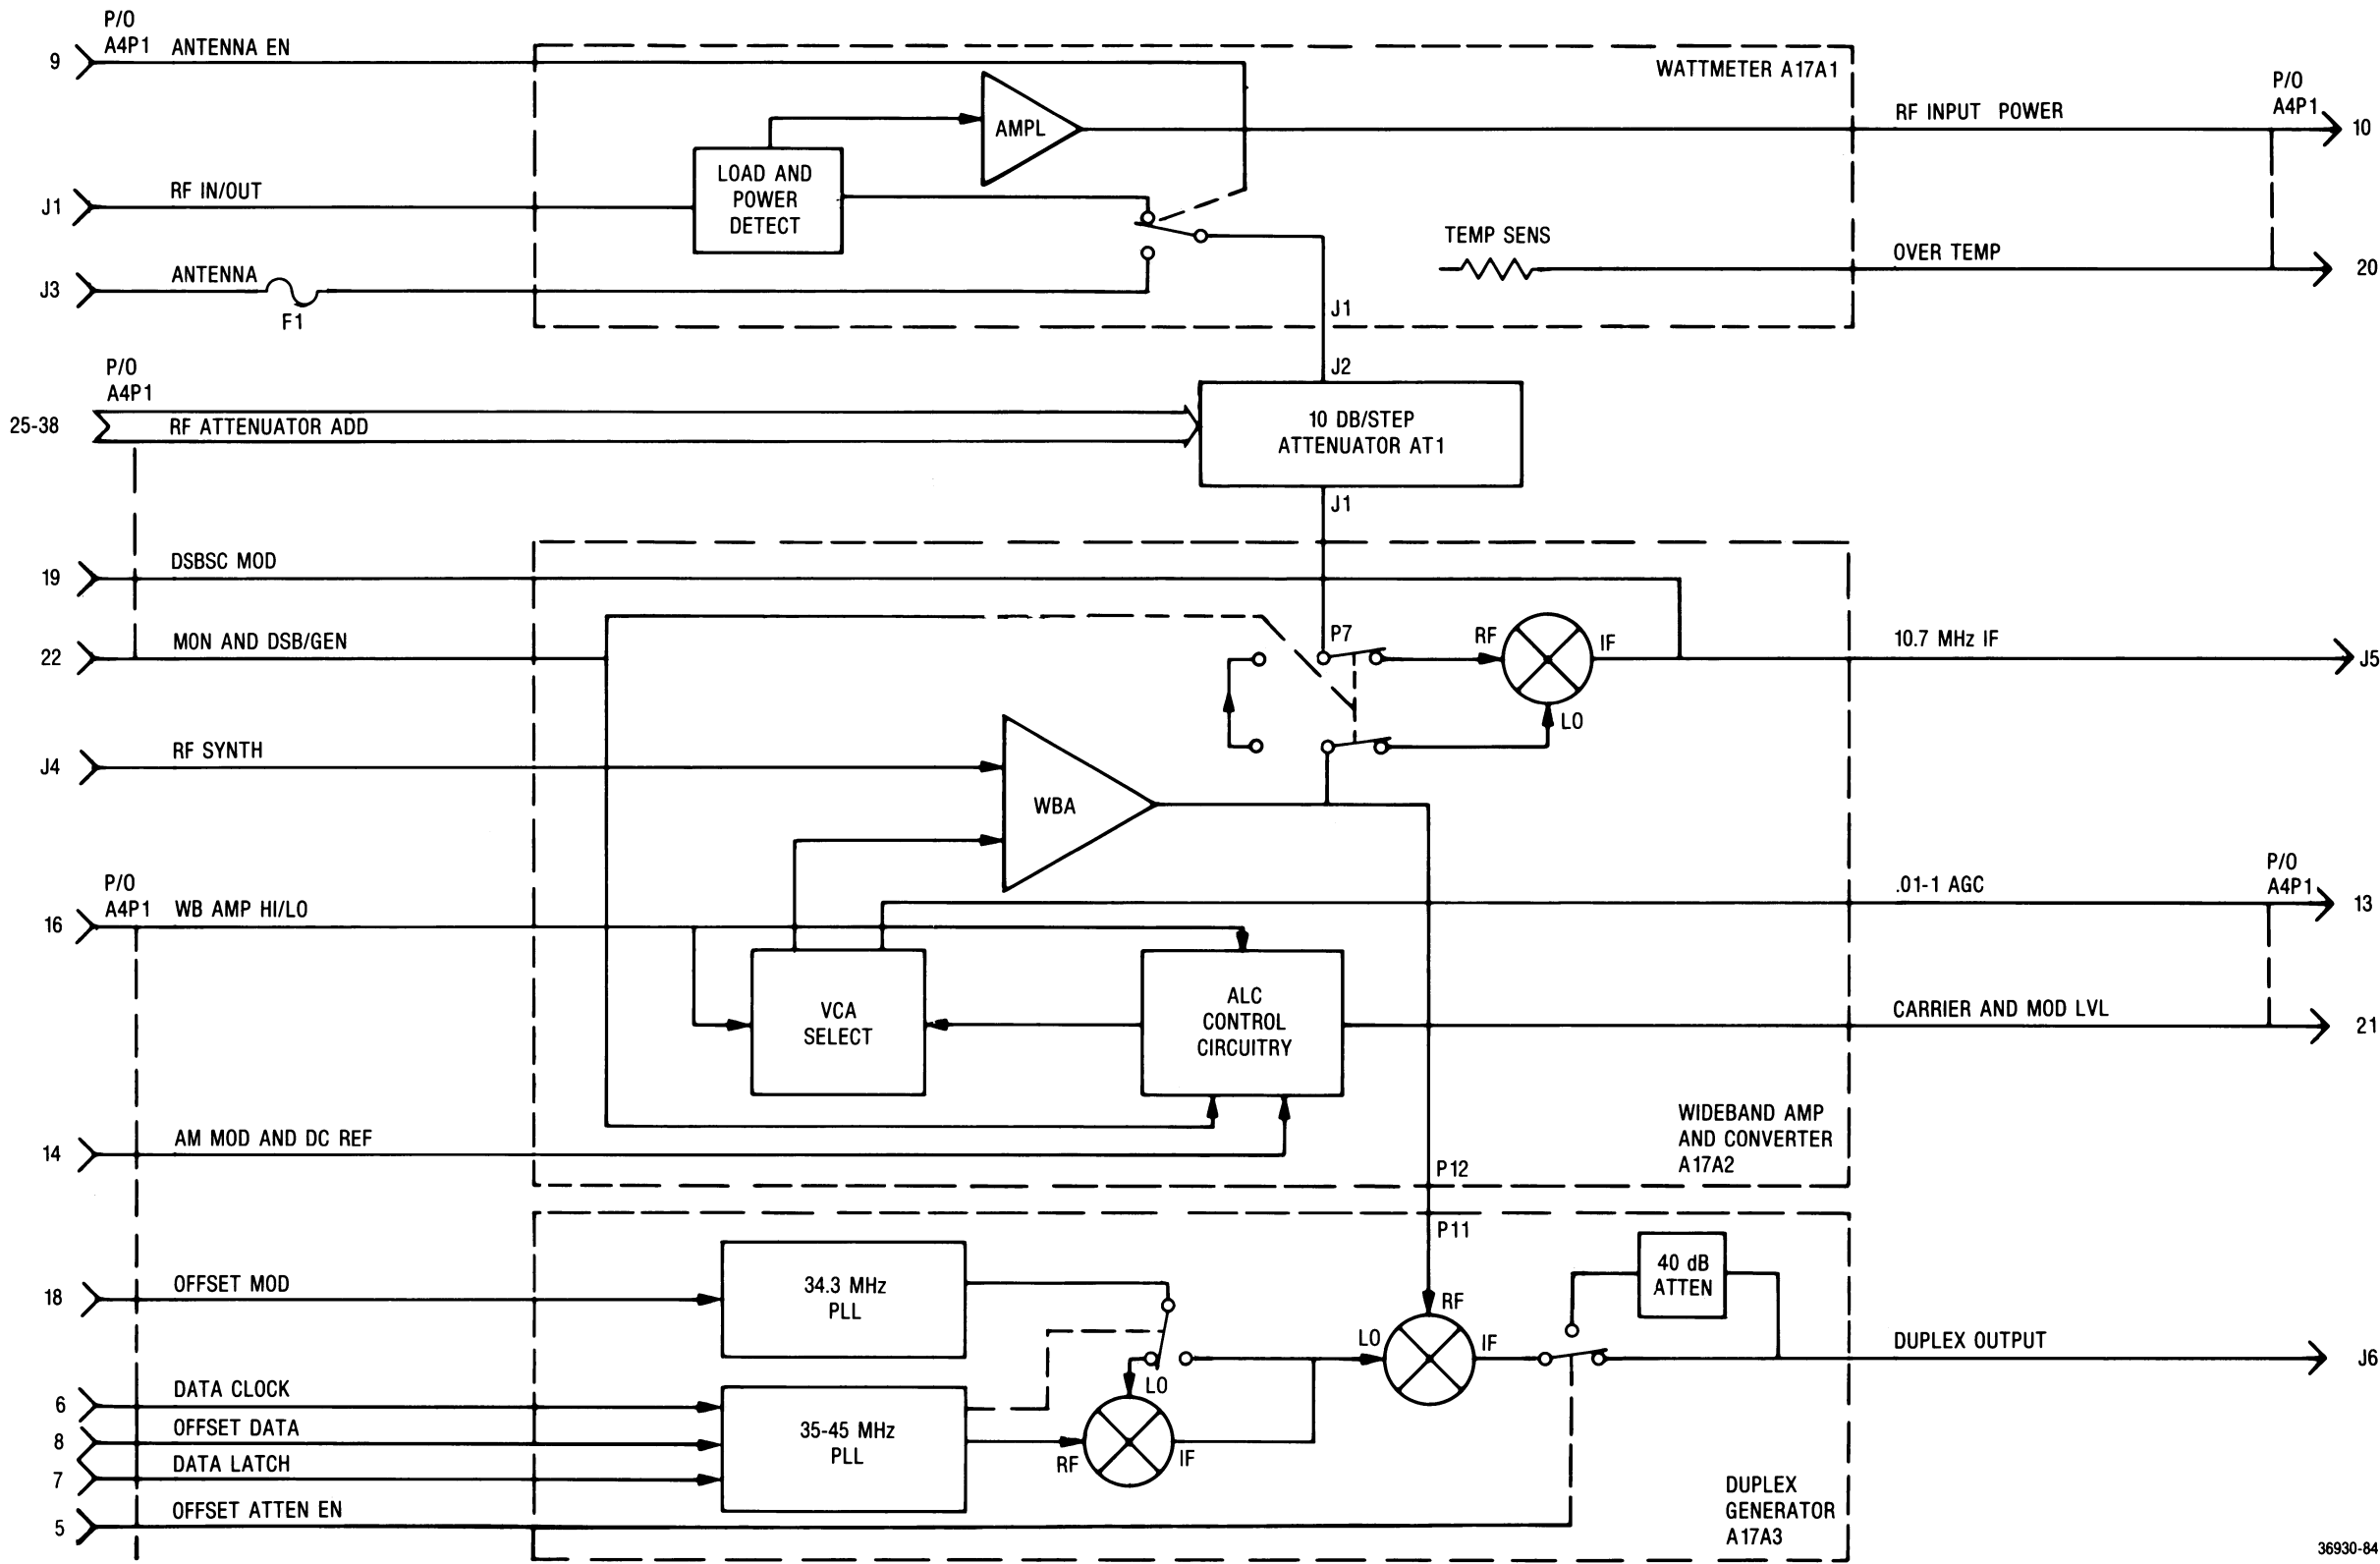 P/O
A4P1
9
ANTENNA EN
WATTMETER A17A1
AMPL
RF INPUT POWER
P/O
A4P1
10
J1
RF IN/OUT
LOAD AND
POWER
DETECT
TEMP SENS
OVER TEMP
20
J3
ANTENNA
F1
J1
P/O
A4P1
25-38
RF ATTENUATOR ADD
J2
10 DB/STEP
ATTENUATOR AT1
J1
19
DSBSC MOD
22
MON AND DSB/GEN
P7
RF
IF
LO
10.7 MHz IF
J5
J4
RF SYNTH
WBA
P/O
A4P1
16
WB AMP HI/LO
.01-1 AGC
P/O
A4P1
13
VCA
SELECT
ALC
CONTROL
CIRCUITRY
CARRIER AND MOD LVL
21
14
AM MOD AND DC REF
WIDEBAND AMP
AND CONVERTER
A17A2
P12
P11
18
OFFSET MOD
34.3 MHz
PLL
40 dB
ATTEN
RF
LO
IF
DUPLEX OUTPUT
J6
6
DATA CLOCK
8
OFFSET DATA
7
DATA LATCH
35-45 MHz
PLL
LO
RF
IF
5
OFFSET ATTEN EN
DUPLEX
GENERATOR
A17A3
36930-84